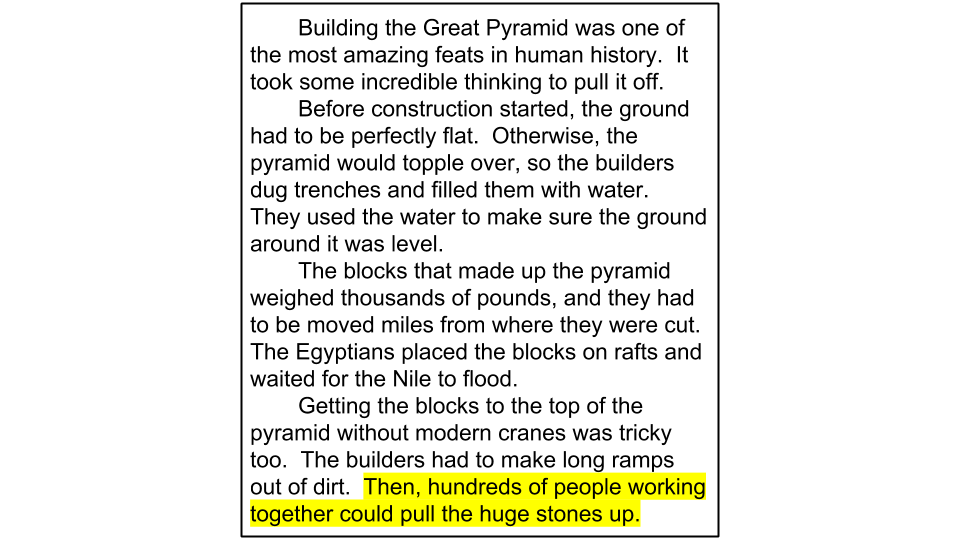 Building the Great Pyramid was one of
the most amazing feats in human history.  It
took some incredible thinking to pull it off.
Before construction started, the ground
had to be perfectly flat.  Otherwise, the
pyramid would topple over, so the builders
dug trenches and filled them with water.
They used the water to make sure the ground
around it was level.
The blocks that made up the pyramid
weighed thousands of pounds, and they had
to be moved miles from where they were cut.
The Egyptians placed the blocks on rafts and
waited for the Nile to flood.
Getting the blocks to the top of the
pyramid without modern cranes was tricky
too.  The builders had to make long ramps
out of dirt.  Then, hundreds of people working
together could pull the huge stones up.